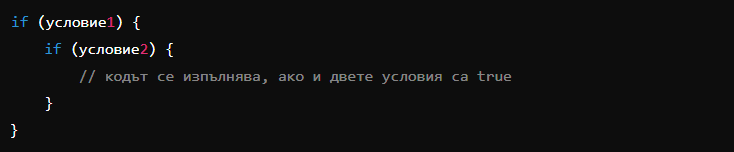 if (условие1) {
    if (условие2) {
        // кодът се изпълнява, ако и двете условия са true
    }
}